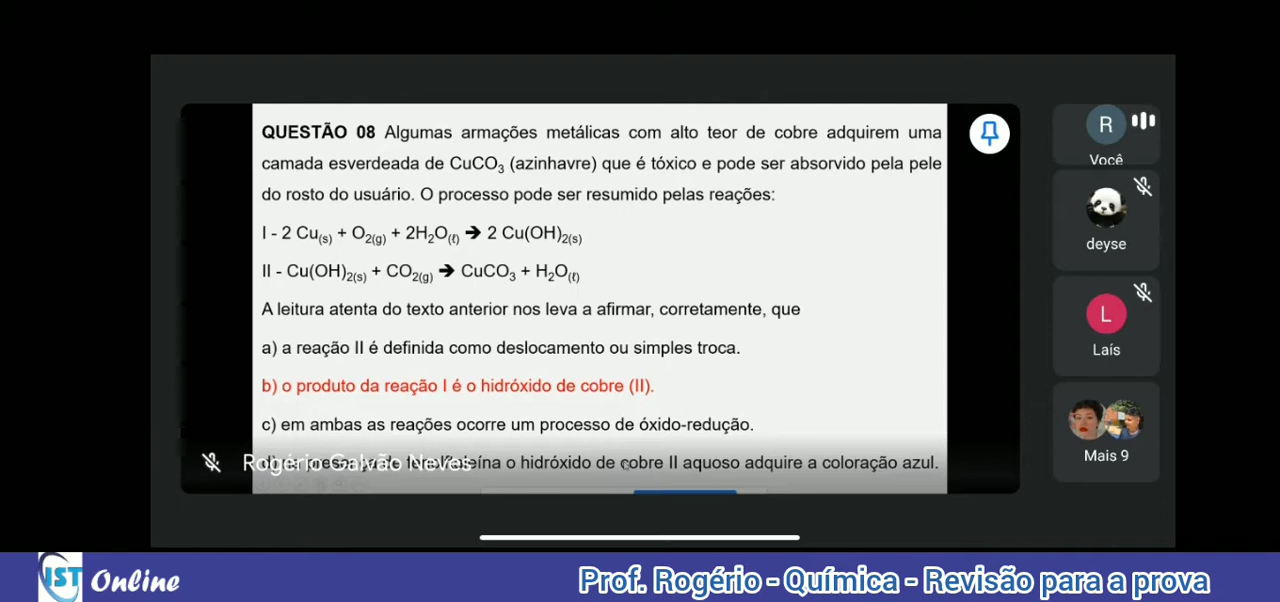 QUESTÃO 08 Algumas armações metálicas com alto teor de cobre adquirem uma
camada esverdeada de CuCO₃ (azinhavre) que é tóxico e pode ser absorvido pela pele
do rosto do usuário. O processo pode ser resumido pelas reações:
I - 2 Cu(s) + O2(g) + 2H₂O(ℓ) ➔ 2 Cu(OH)2(s)
II - Cu(OH)2(s) + CO2(g) ➔ CuCO₃ + H₂O(ℓ)
A leitura atenta do texto anterior nos leva a afirmar, corretamente, que
a) a reação II é definida como deslocamento ou simples troca.
b) o produto da reação I é o hidróxido de cobre (II).
c) em ambas as reações ocorre um processo de óxido-redução.
o hidróxido de cobre II aquoso adquire a coloração azul.
Rogério Galvão Neves
R
Você
deyse
L
Laís
Mais 9
IST Online
Prof. Rogério - Química - Revisão para a prova